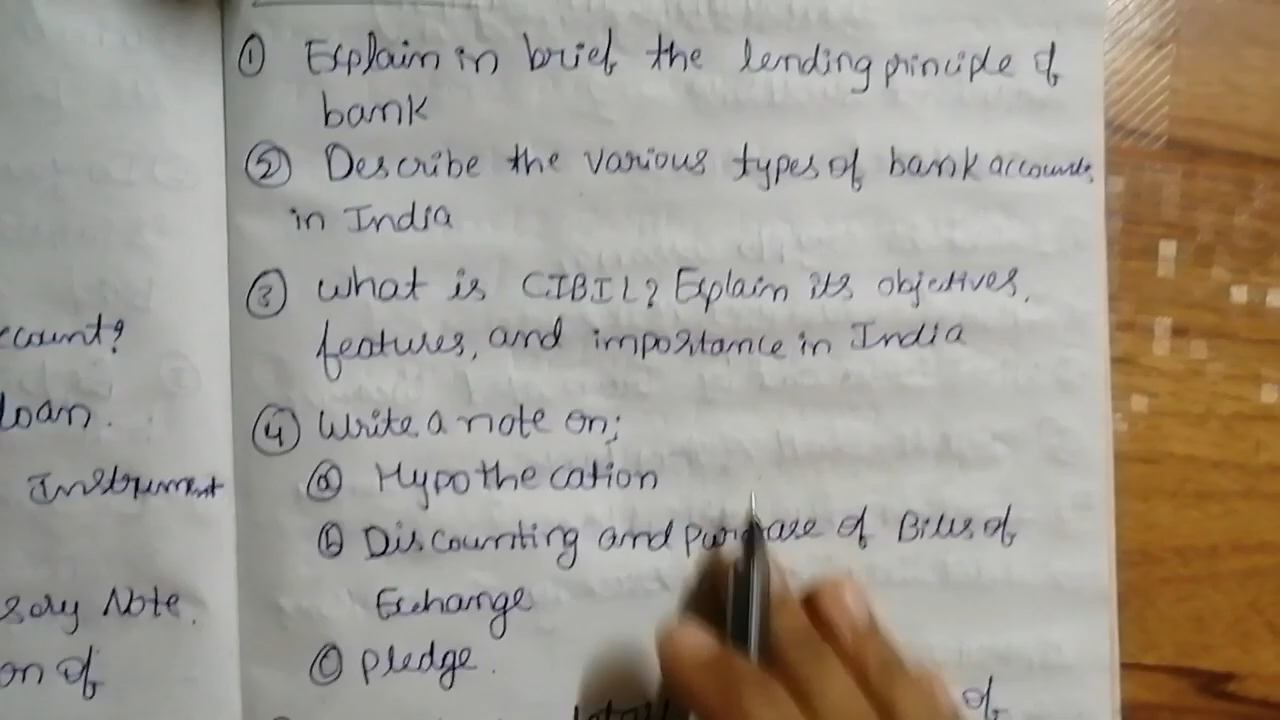 ① Explain in brief the lending principle of
bank
② Describe the various types of bank accounts
in India
③ What is CIBIL? Explain its objectives,
features, and importance in India
④ Write a note on;
ⓐ Hypothecation
ⓑ Discounting and purchase of Bills of
Exchange
ⓒ pledge.
of
count?
loan.
Instrument
Note.
on of